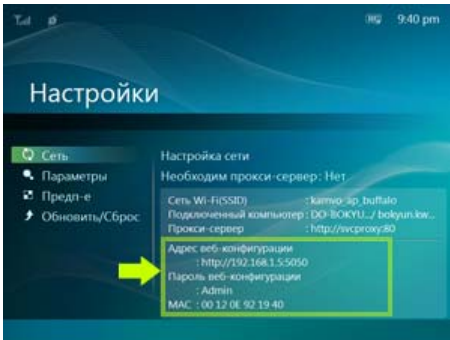 9:40 pm
Настройки
Сеть
Параметры
Предп-е
Обновить/Сброс
Настройка сети
Необходим прокси-сервер: Нет
Сеть Wi-Fi(SSID) : kamvo_ap_buffalo
Подключенный компьютер : DO-BOKYU.../ bokyun.kw...
Прокси-сервер : http://svcproxy:80
Адрес веб-конфигурации
: http://192.168.1.5:5050
Пароль веб-конфигурации
: Admin
MAC : 00 12 0E 92 19 40